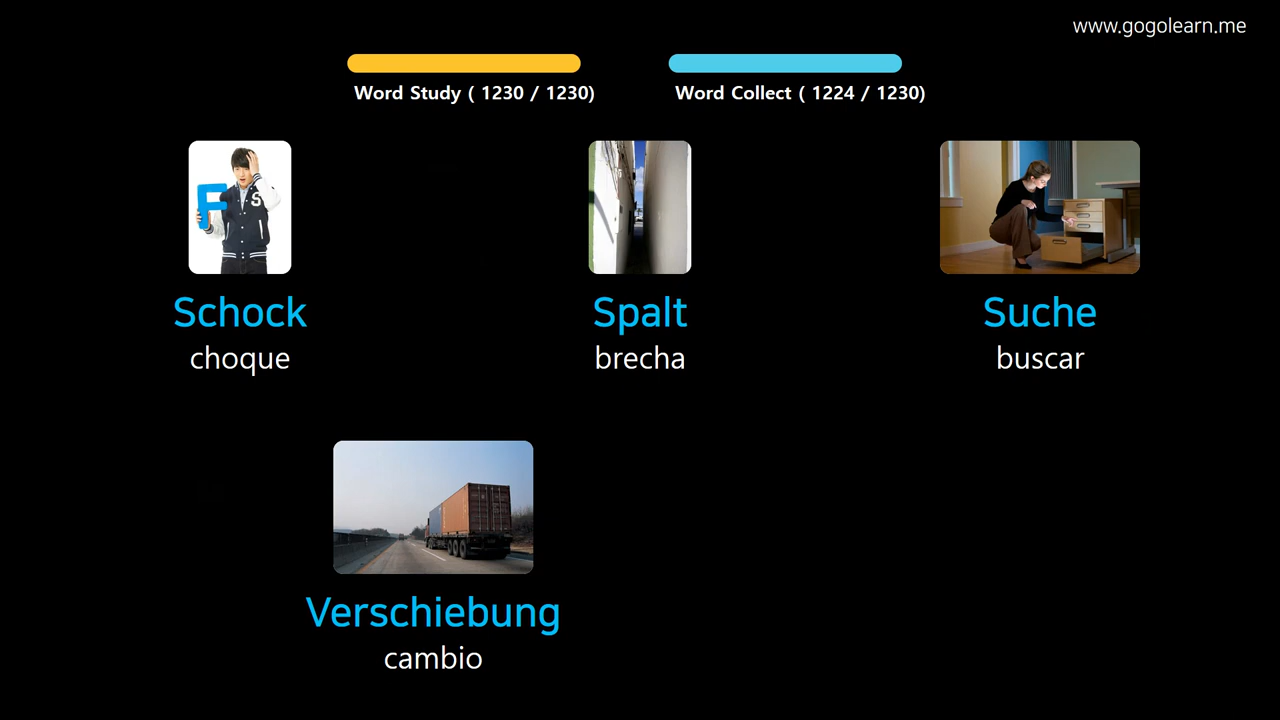 www.gogolearn.me
Word Study ( 1230 / 1230)
Word Collect ( 1224 / 1230)
F
S
Schock
choque
Spalt
brecha
Suche
buscar
Verschiebung
cambio